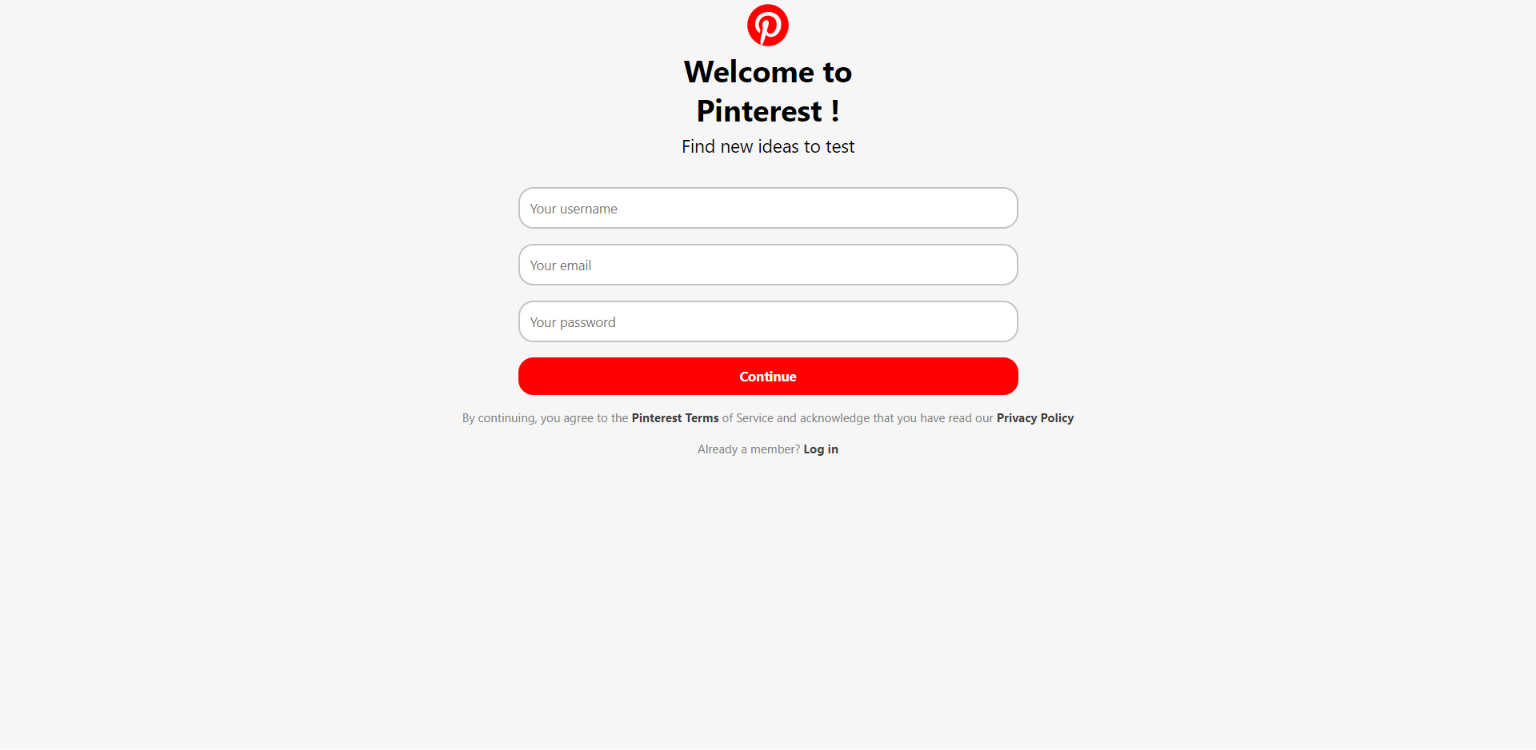 Welcome to
Pinterest !
Find new ideas to test
Your username
Your email
Your password
Continue
By continuing, you agree to the Pinterest Terms of Service and acknowledge that you have read our Privacy Policy
Already a member? Log in